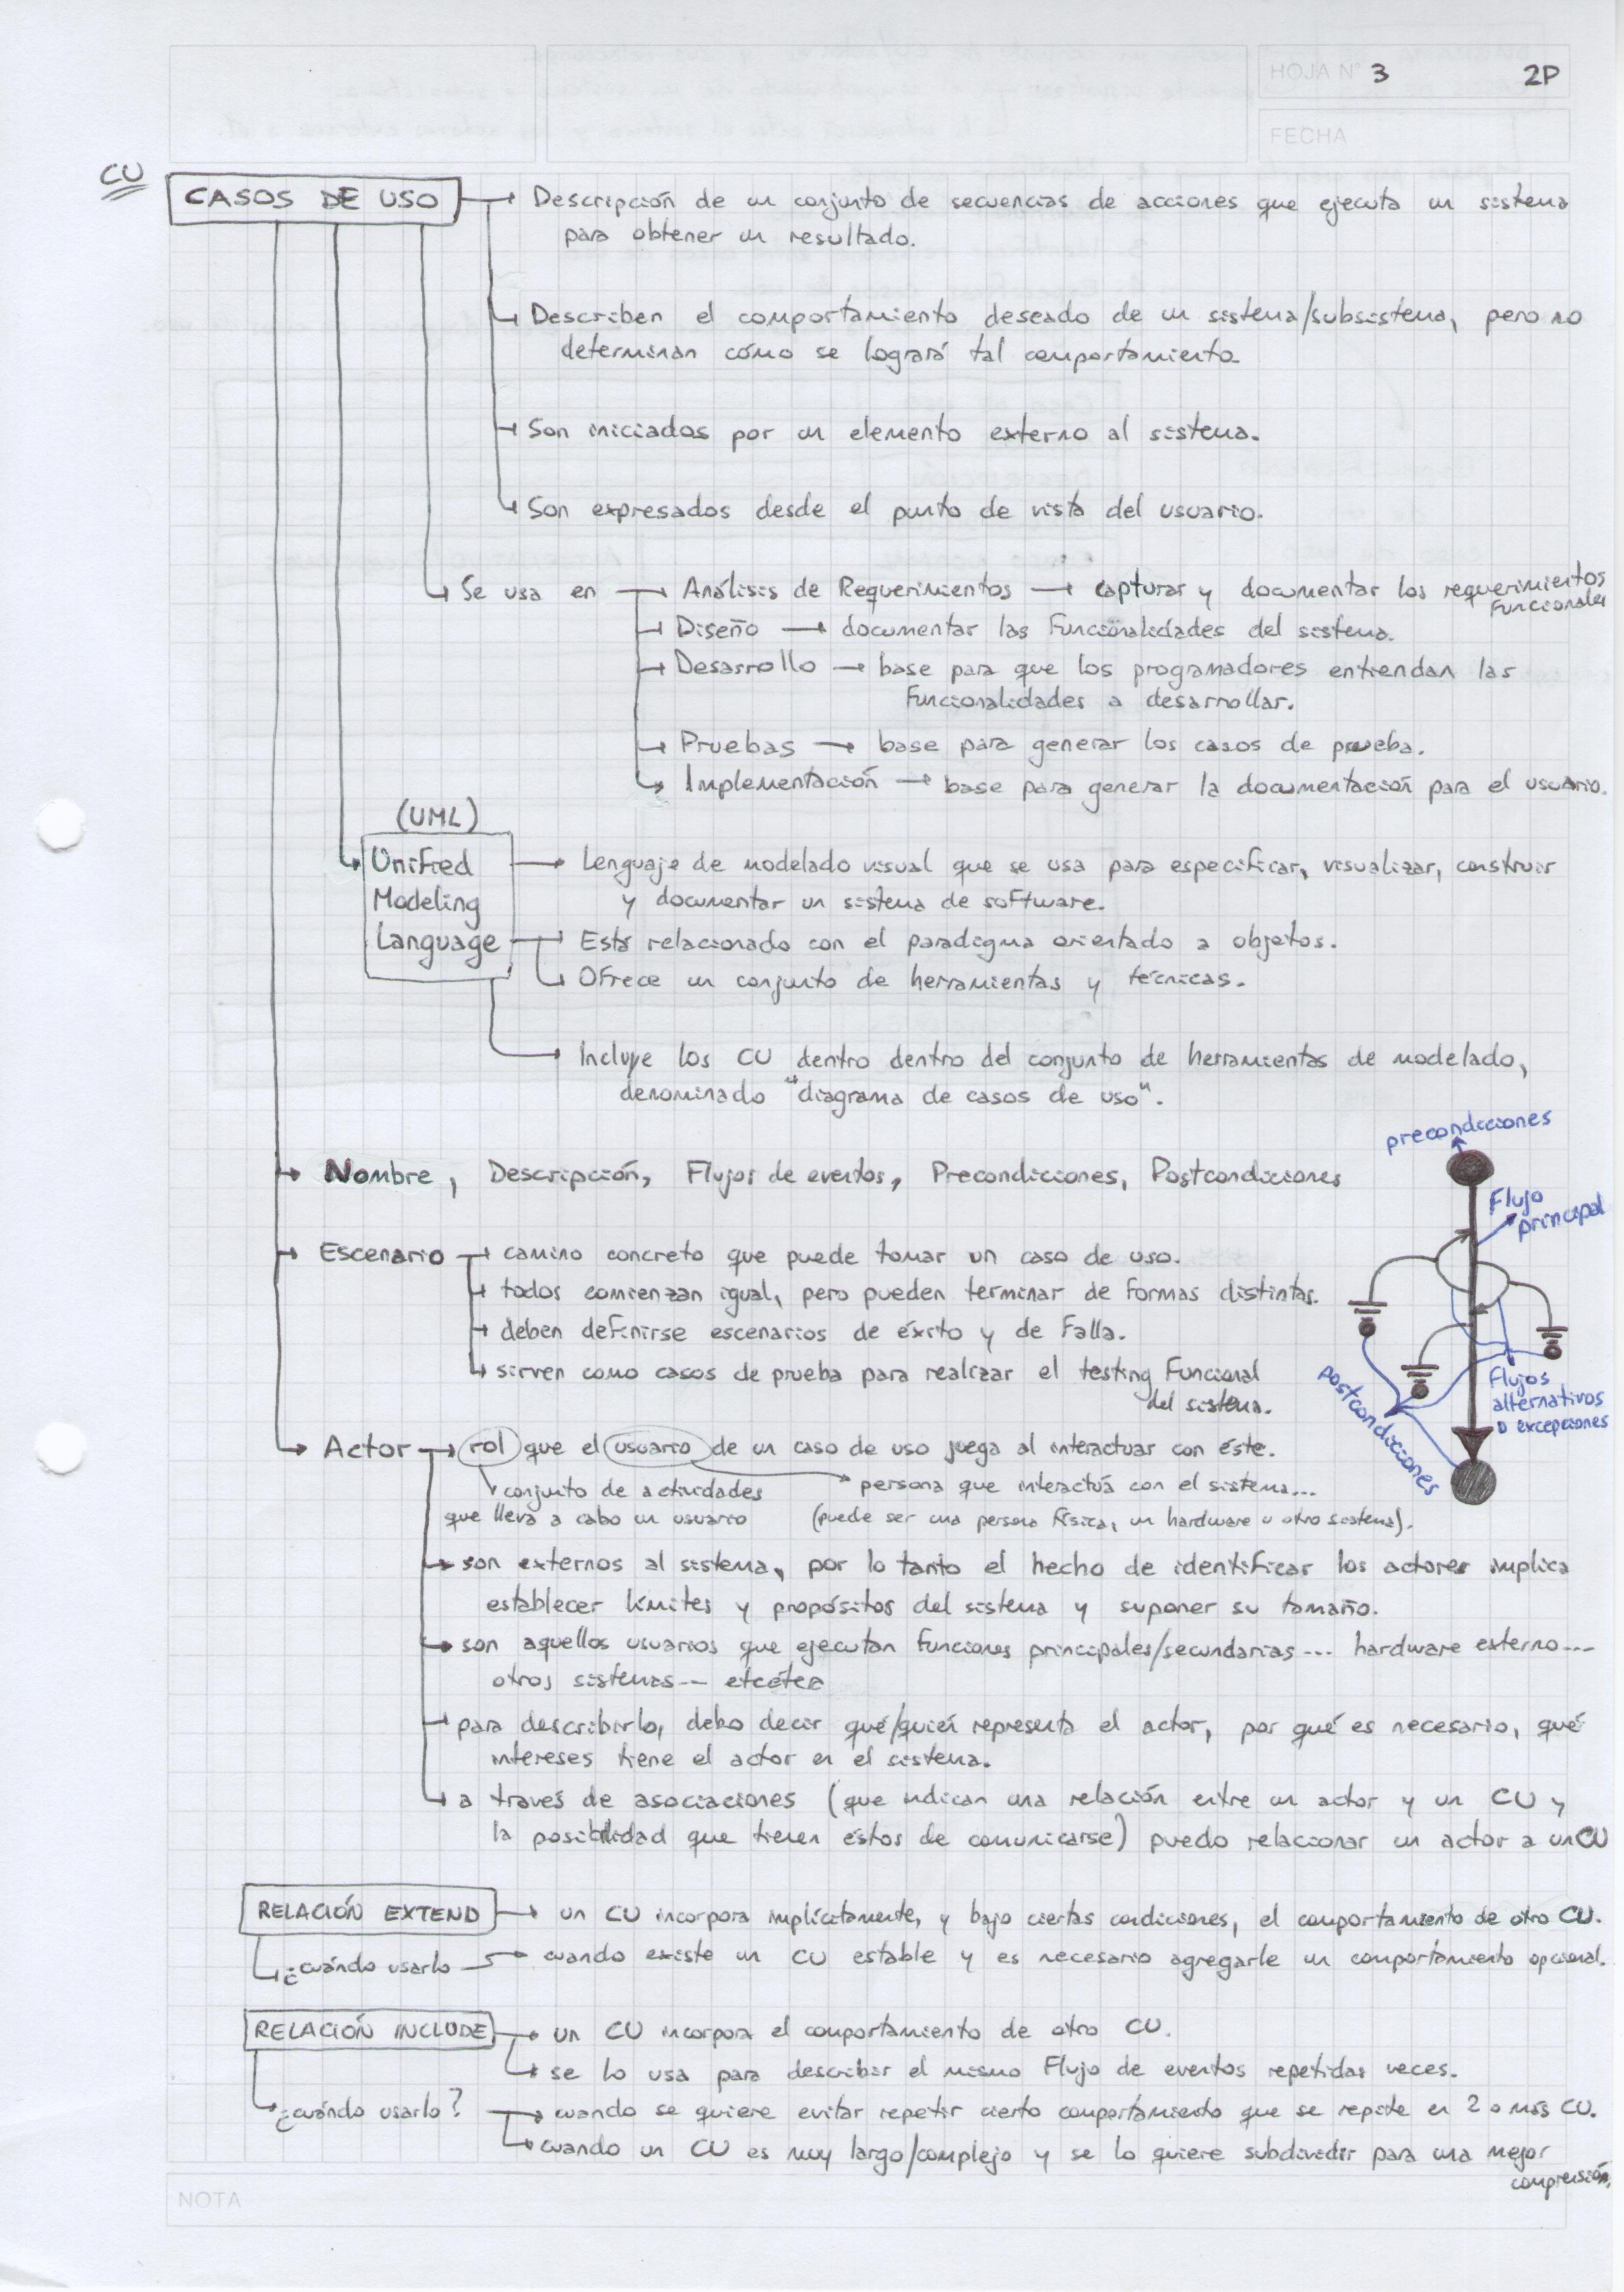 HOJA N° 3 2P
FECHA
CU
CASOS DE USO → Descripción de un conjunto de secuencias de acciones que ejecuta un sistema
para obtener un resultado.
Describen el comportamiento deseado de un sistema/subsistema, pero no
determinan cómo se logrará tal comportamiento.
Son iniciados por un elemento externo al sistema.
Son expresados desde el punto de vista del usuario.
Se usa en → Análisis de Requerimientos → capturar y documentar los requerimientos
funcionales
Diseño → documentar las funcionalidades del sistema.
Desarrollo → base para que los programadores entiendan las
funcionalidades a desarrollar.
Pruebas → base para generar los casos de prueba.
Implementación → base para generar la documentación para el usuario.
(UML)
Unified → Lenguaje de modelado visual que se usa para especificar, visualizar, construir
Modeling y documentar un sistema de software.
Language → Está relacionado con el paradigma orientado a objetos.
Ofrece un conjunto de herramientas y técnicas.
Incluye los CU dentro dentro del conjunto de herramientas de modelado,
denominado "diagrama de casos de uso".
precondiciones
Nombre, Descripción, Flujos de eventos, Precondiciones, Postcondiciones
Flujo
principal
Escenario → camino concreto que puede tomar un caso de uso.
todos comienzan igual, pero pueden terminar de formas distintas.
deben definirse escenarios de éxito y de falla.
sirven como casos de prueba para realizar el testing funcional
del sistema.
Flujos
alternativos
o excepciones
postcondiciones
Actor → rol que el usuario de un caso de uso juega al interactuar con éste.
conjunto de actividades → persona que interactúa con el sistema...
que lleva a cabo un usuario (puede ser una persona física, un hardware u otro sistema).
son externos al sistema, por lo tanto el hecho de identificar los actores implica
establecer límites y propósitos del sistema y suponer su tamaño.
son aquellos usuarios que ejecutan funciones principales/secundarias... hardware externo...
otros sistemas... etcétera
para describirlo, debo decir qué/quién representa el actor, por qué es necesario, qué
intereses tiene el actor en el sistema.
a través de asociaciones (que indican una relación entre un actor y un CU y
la posibilidad que tienen éstos de comunicarse) puedo relacionar un actor a un CU
RELACIÓN EXTEND → un CU incorpora implícitamente, y bajo ciertas condiciones, el comportamiento de otro CU.
¿cuándo usarlo → cuando existe un CU estable y es necesario agregarle un comportamiento opcional.
RELACIÓN INCLUDE → un CU incorpora el comportamiento de otro CU.
se lo usa para describir el mismo flujo de eventos repetidas veces.
¿cuándo usarlo? → cuando se quiere evitar repetir cierto comportamiento que se repite en 2 o más CU.
cuando un CU es muy largo/complejo y se lo quiere subdividir para una mejor
comprensión.
NOTA